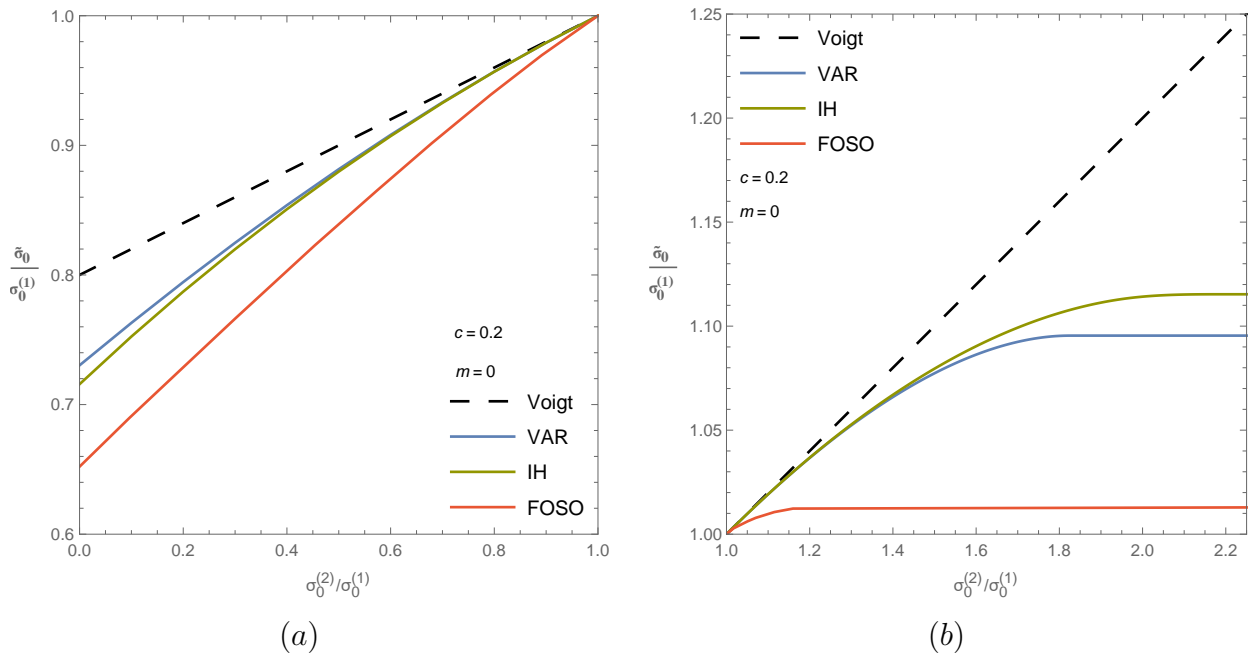 1.0
0.9
0.8
0.7
0.6
0.0 0.2 0.4 0.6 0.8 1.0
σ̃₀ / σ₀⁽¹⁾
σ₀⁽²⁾/σ₀⁽¹⁾
c = 0.2
m = 0
Voigt
VAR
IH
FOSO
(a)
1.25
1.20
1.15
1.10
1.05
1.00
1.0 1.2 1.4 1.6 1.8 2.0 2.2
σ̃₀ / σ₀⁽¹⁾
σ₀⁽²⁾/σ₀⁽¹⁾
Voigt
VAR
IH
FOSO
c = 0.2
m = 0
(b)